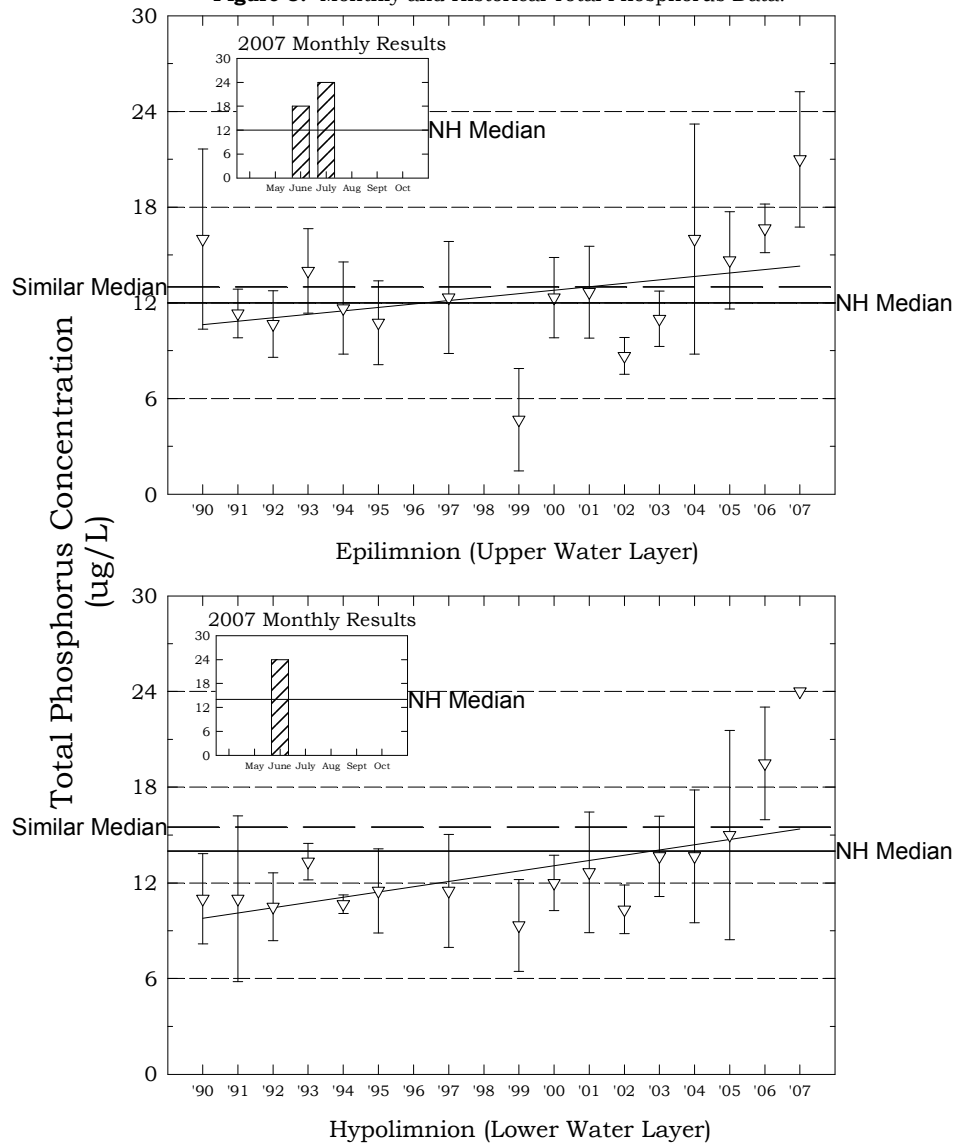 Figure 3. Monthly and Historical Total Phosphorus Data.
Total Phosphorus Concentration
(ug/L)
30
24
18
12
6
0
2007 Monthly Results
30
24
18
12
6
0
May June July Aug Sept Oct
NH Median
Similar Median
NH Median
'90 '91 '92 '93 '94 '95 '97 '98 '99 '00 '01 '02 '03 '04 '05 '06 '07
Epilimnion (Upper Water Layer)
30
24
18
12
6
0
2007 Monthly Results
30
24
18
12
6
0
May June July Aug Sept Oct
NH Median
Similar Median
NH Median
'90 '91 '92 '93 '94 '95 '97 '98 '99 '00 '01 '02 '03 '04 '05 '06 '07
Hypolimnion (Lower Water Layer)